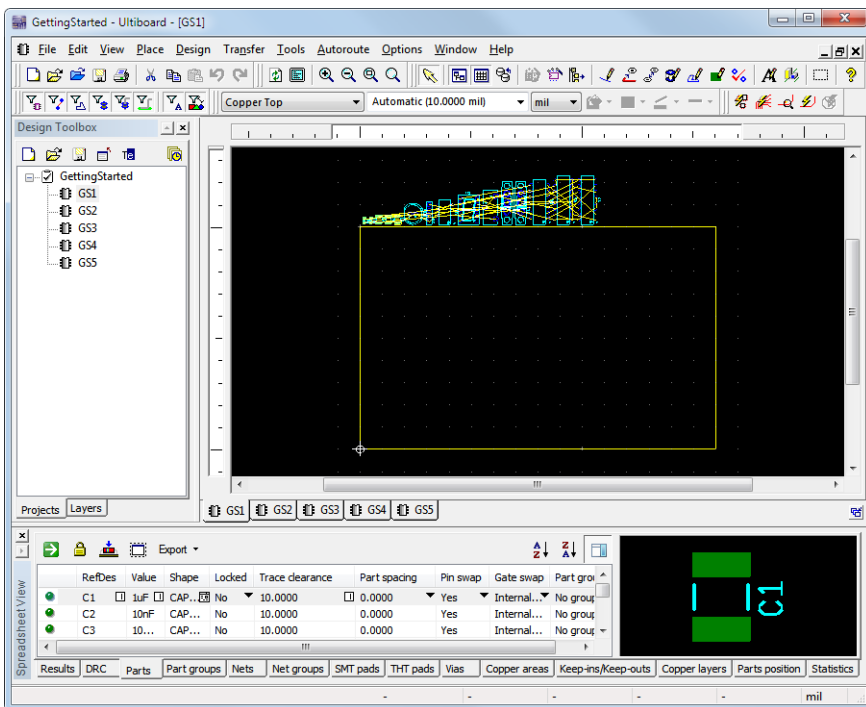 GettingStarted - Ultiboard - [GS1]
File Edit View Place Design Transfer Tools Autoroute Options Window Help
Copper Top Automatic (10.0000 mil) mil
Design Toolbox
GettingStarted
GS1
GS2
GS3
GS4
GS5
Projects Layers
GS1 GS2 GS3 GS4 GS5
Export
RefDes Value Shape Locked Trace clearance Part spacing Pin swap Gate swap Part grou
C1 1uF CAP... No 10.0000 0.0000 Yes Internal... No group
C2 10nF CAP... No 10.0000 0.0000 Yes Internal... No group
C3 10... CAP... No 10.0000 0.0000 Yes Internal... No group
C1
Spreadsheet View
Results DRC Parts Part groups Nets Net groups SMT pads THT pads Vias Copper areas Keep-ins/Keep-outs Copper layers Parts position Statistics
- - - - - mil